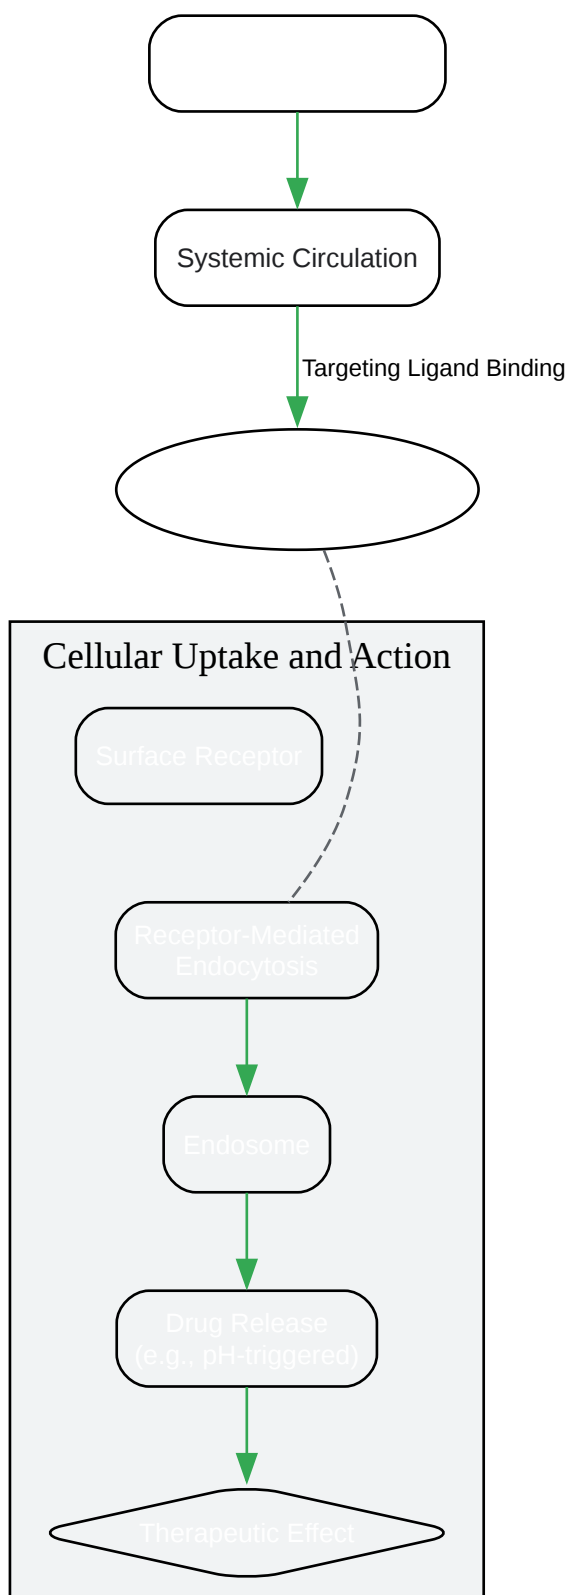 Systemic Circulation
Targeting Ligand Binding
Cellular Uptake and Action
Surface Receptor
Receptor-Mediated
Endocytosis
Endosome
Drug Release
(e.g., pH-triggered)
Therapeutic Effect